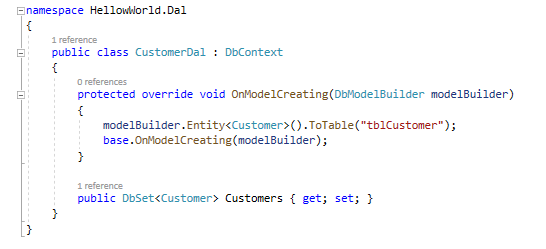 namespace HellowWorld.Dal
{
1 reference
public class CustomerDal : DbContext
{
0 references
protected override void OnModelCreating(DbModelBuilder modelBuilder)
{
modelBuilder.Entity<Customer>().ToTable("tblCustomer");
base.OnModelCreating(modelBuilder);
}
1 reference
public DbSet<Customer> Customers { get; set; }
}
}